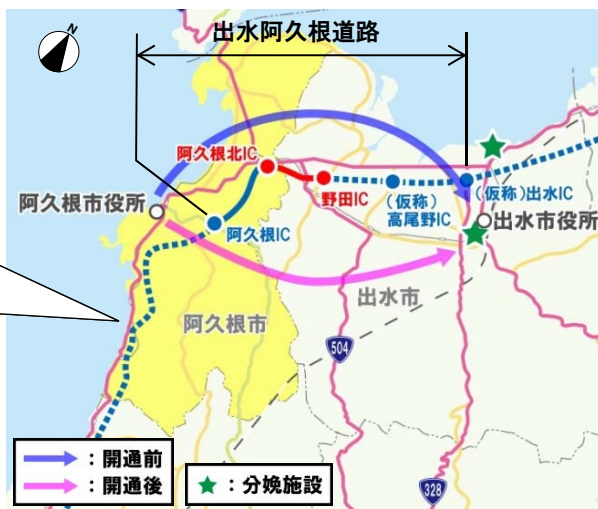 N
出水阿久根道路
阿久根北IC
阿久根市役所
阿久根IC
野田IC
(仮称)
高尾野IC
(仮称)出水IC
出水市役所
出水市
阿久根市
504
328
:開通前
:開通後
:分娩施設